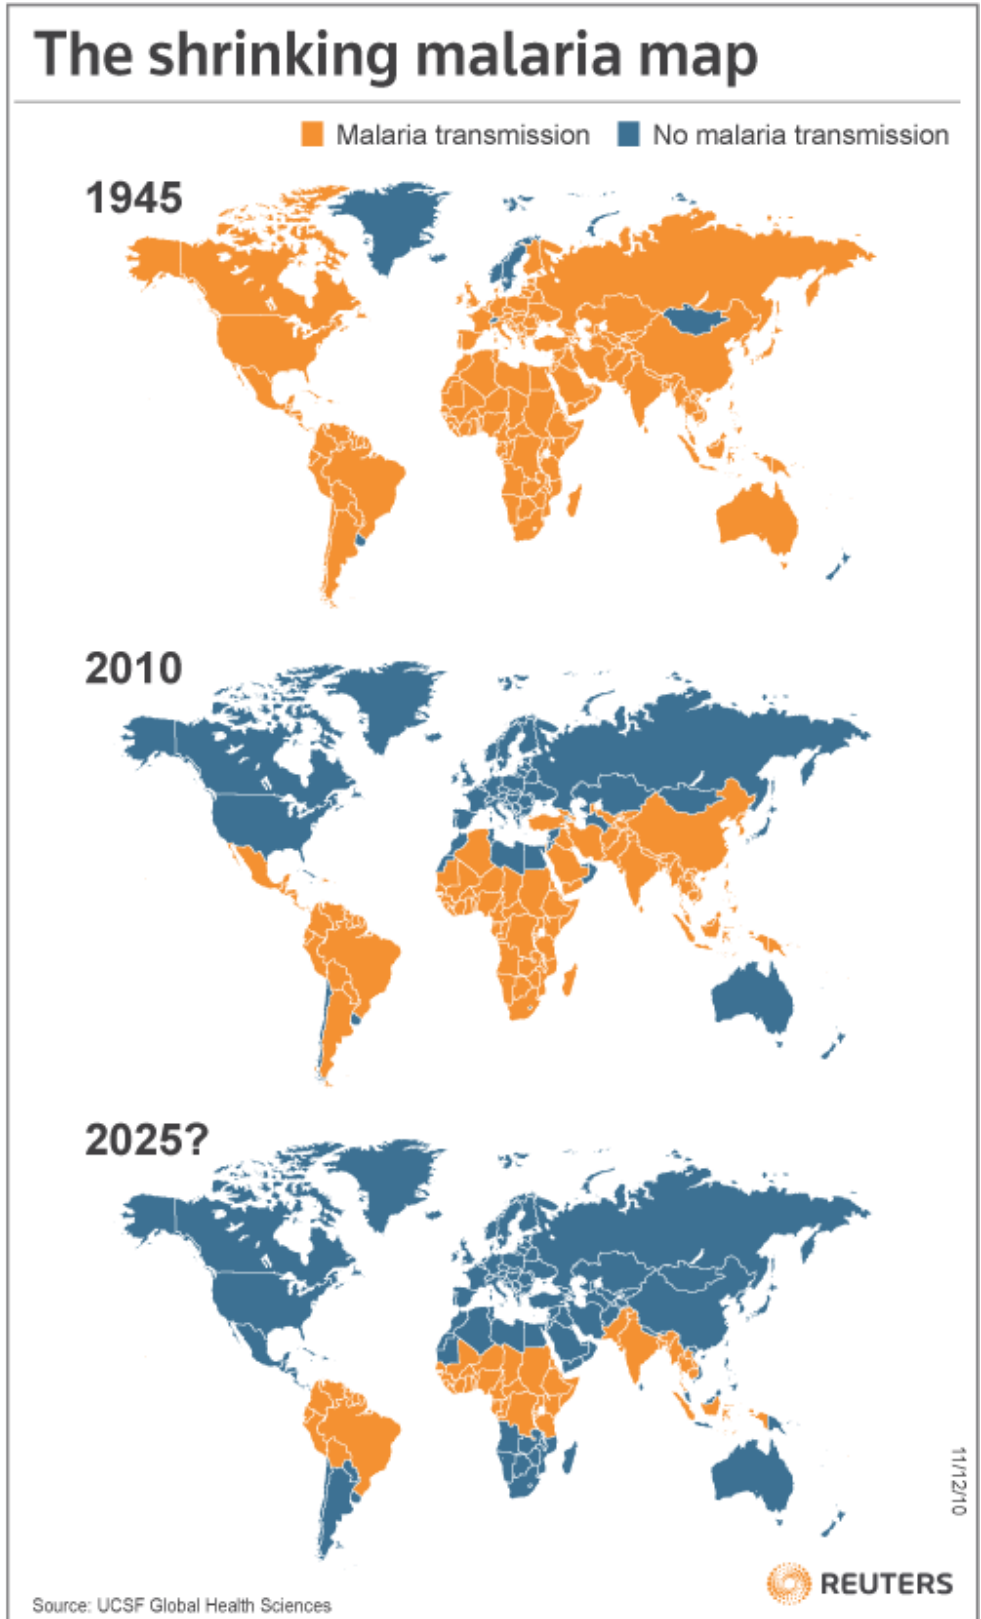 The shrinking malaria map
Malaria transmission No malaria transmission
1945
2010
2025?
11/12/10
REUTERS
Source: UCSF Global Health Sciences